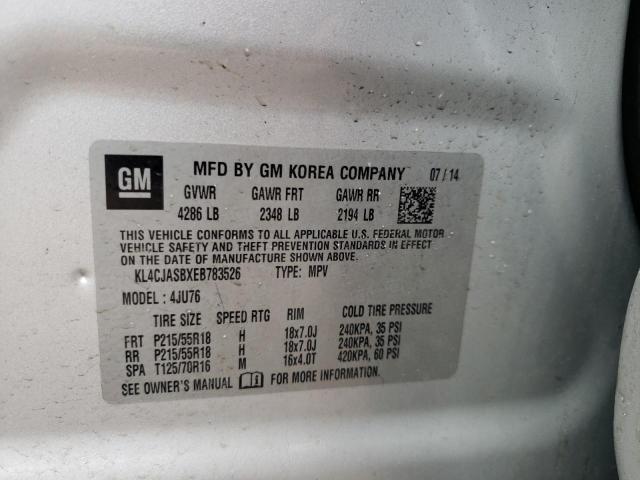 GM MFD BY GM KOREA COMPANY 07 / 14
GVWR GAWR FRT GAWR RR
4286 LB 2348 LB 2194 LB
THIS VEHICLE CONFORMS TO ALL APPLICABLE U.S. FEDERAL MOTOR
VEHICLE SAFETY AND THEFT PREVENTION STANDARDS IN EFFECT ON
THE DATE OF MANUFACTURE SHOWN ABOVE.
KL4CJASBXEB783526 TYPE: MPV
MODEL : 4JU76
TIRE SIZE SPEED RTG RIM COLD TIRE PRESSURE
FRT P215/55R18 H 18x7.0J 240KPA, 35 PSI
RR P215/55R18 H 18x7.0J 240KPA, 35 PSI
SPA T125/70R16 M 16x4.0T 420KPA, 60 PSI
SEE OWNER'S MANUAL FOR MORE INFORMATION.